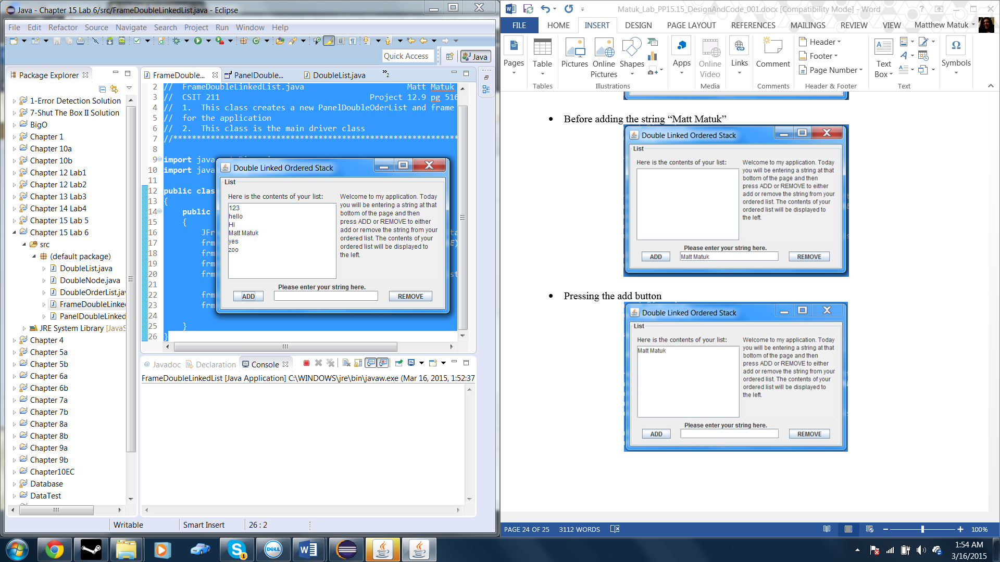 Java - Chapter 15 Lab 6/src/FrameDoubleLinkedList.java - Eclipse
File Edit Refactor Source Navigate Search Project Run Window Help
Quick Access
Java
Package Explorer
1-Error Detection Solution
7-Shut The Box II Solution
BigO
Chapter 1
Chapter 10a
Chapter 10b
Chapter 12 Lab1
Chapter 12 Lab2
Chapter 13 Lab3
Chapter 14 Lab4
Chapter 15 Lab 5
Chapter 15 Lab 6
src
(default package)
DoubleList.java
DoubleNode.java
DoubleOrderList.jav
FrameDoubleLinke
PanelDoubleLinked
JRE System Library [JavaS
Chapter 4
Chapter 5a
Chapter 5b
Chapter 6a
Chapter 6b
Chapter 7a
Chapter 7b
Chapter 8a
Chapter 8b
Chapter 9a
Chapter 9b
Chapter10EC
Database
DataTest
FrameDouble... PanelDouble... DoubleList.java »2
2 // FrameDoubleLinkedList.java Matt Matuk
3 // CSIT 211 Project 12.9 pg 516
4 // 1. This class creates a new PanelDoubleOderList and frame
5 // for the application
6 // 2. This class is the main driver class
7 //*************************************************************
8
9 import java
10 import java
11
12 public clas
13 {
14 public
15 {
16 JFr
17 frm
18 frm
19 frm
20 frm
21
22 frm
23 frm
24
25 }
26 }
Double Linked Ordered Stack
List
Here is the contents of your list:
123
hello
Hi
Matt Matuk
yes
zoo
Welcome to my application. Today
you will be entering a string at that
bottom of the page and then
press ADD or REMOVE to either
add or remove the string from your
ordered list. The contents of your
ordered list will be displayed to
the left.
Please enter your string here.
ADD REMOVE
Javadoc Declaration Console
FrameDoubleLinkedList [Java Application] C:\WINDOWS\jre\bin\javaw.exe (Mar 16, 2015, 1:52:37
Writable Smart Insert 26 : 2
Matuk_Lab_PP15.15_DesignAndCode_001.docx [Compatibility Mode] - Word
FILE HOME INSERT DESIGN PAGE LAYOUT REFERENCES MAILINGS REVIEW VIEW Matthew Matuk
Pages
Table
Pictures
Online Pictures
Shapes
Apps
Online Video
Links
Comment
Header
Footer
Page Number
Text Box
Symbols
Tables Illustrations Media Comments Header & Footer Text
• Before adding the string “Matt Matuk”
Double Linked Ordered Stack
List
Here is the contents of your list:
Welcome to my application. Today
you will be entering a string at that
bottom of the page and then
press ADD or REMOVE to either
add or remove the string from your
ordered list. The contents of your
ordered list will be displayed to
the left.
Please enter your string here.
ADD Matt Matuk REMOVE
• Pressing the add button
Double Linked Ordered Stack
List
Here is the contents of your list:
Matt Matuk
Welcome to my application. Today
you will be entering a string at that
bottom of the page and then
press ADD or REMOVE to either
add or remove the string from your
ordered list. The contents of your
ordered list will be displayed to
the left.
Please enter your string here.
ADD REMOVE
PAGE 24 OF 25 3112 WORDS 100%
DELL
1:54 AM
3/16/2015